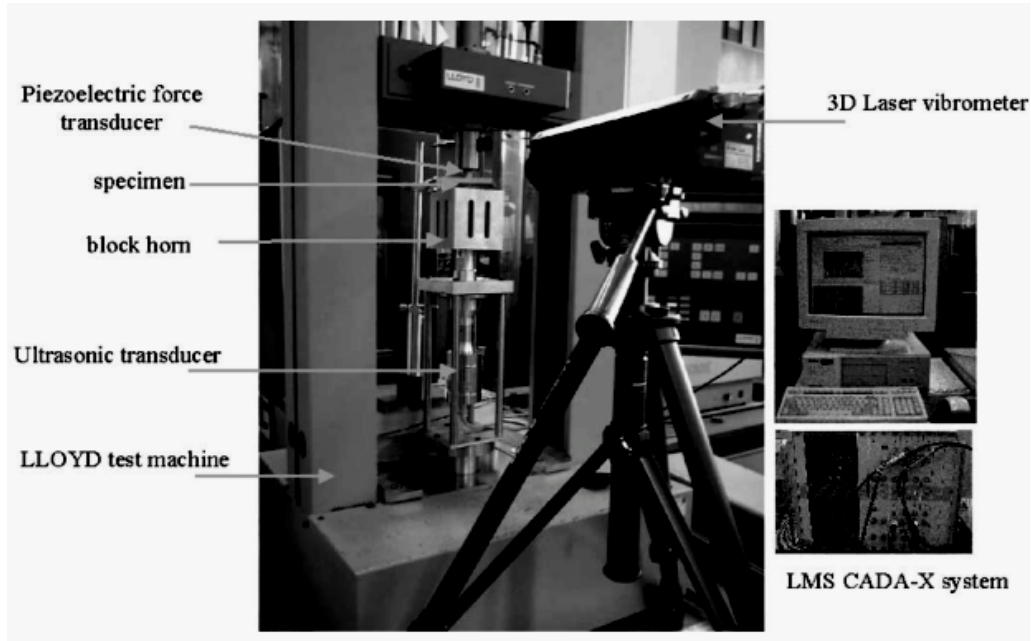 Piezoelectric force
transducer
specimen
block horn
Ultrasonic transducer
LLOYD test machine
LLOYD
3D Laser vibrometer
LMS CADA-X system